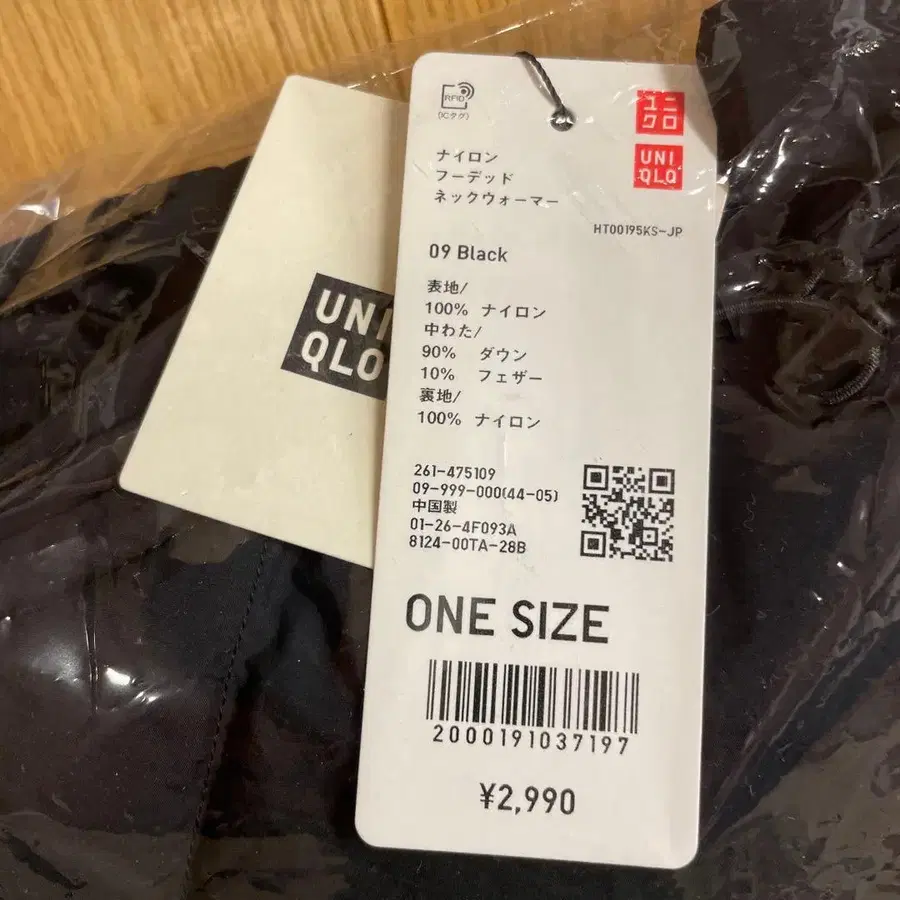 RFID
(ICタグ)
ユニ
クロ
UNI
QLO
ナイロン
フーデッド
ネックウォーマー
HT00195KS-JP
09 Black
表地/
100% ナイロン
中わた/
90% ダウン
10% フェザー
裏地/
100% ナイロン
261-475109
09-999-000(44-05)
中国製
01-26-4F093A
8124-00TA-28B
ONE SIZE
2000191037197
¥2,990
UNI
QLO